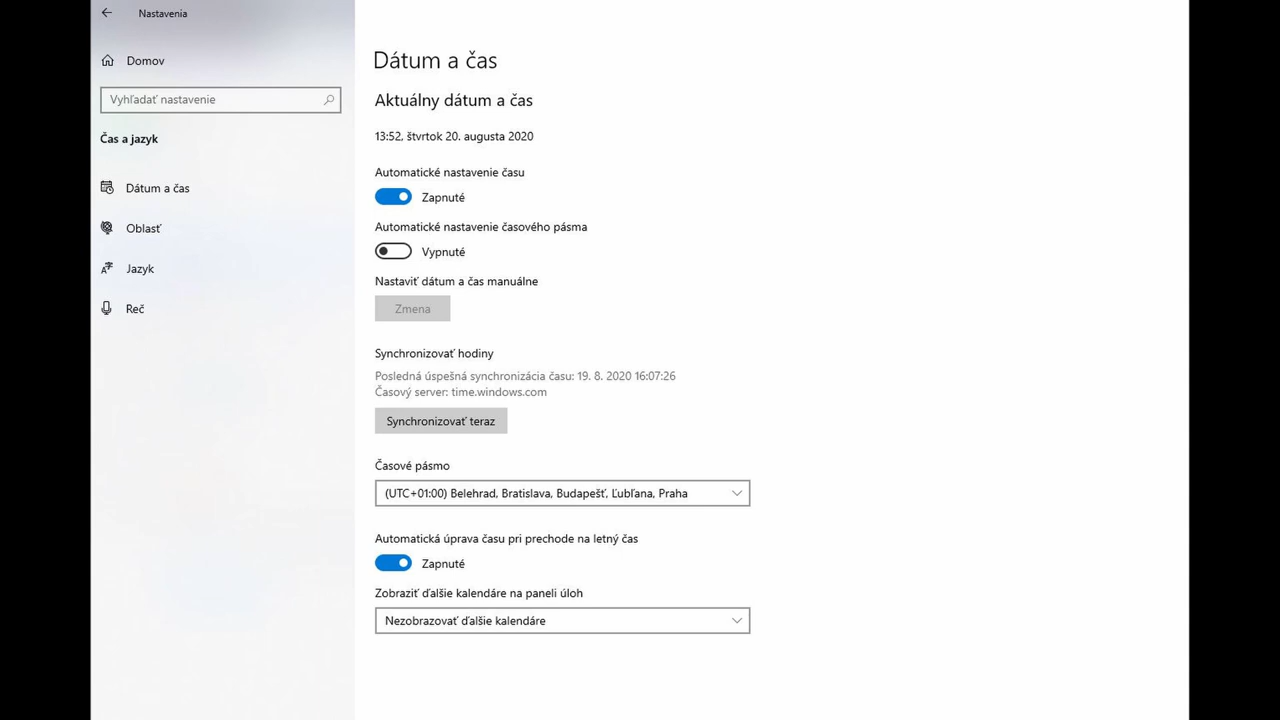 Nastavenia
Domov
Vyhľadať nastavenie
Čas a jazyk
Dátum a čas
Oblasť
Jazyk
Reč
Dátum a čas
Aktuálny dátum a čas
13:52, štvrtok 20. augusta 2020
Automatické nastavenie času
Zapnuté
Automatické nastavenie časového pásma
Vypnuté
Nastaviť dátum a čas manuálne
Zmena
Synchronizovať hodiny
Posledná úspešná synchronizácia času: 19. 8. 2020 16:07:26
Časový server: time.windows.com
Synchronizovať teraz
Časové pásmo
(UTC+01:00) Belehrad, Bratislava, Budapešť, Ľubľana, Praha
Automatická úprava času pri prechode na letný čas
Zapnuté
Zobraziť ďalšie kalendáre na paneli úloh
Nezobrazovať ďalšie kalendáre